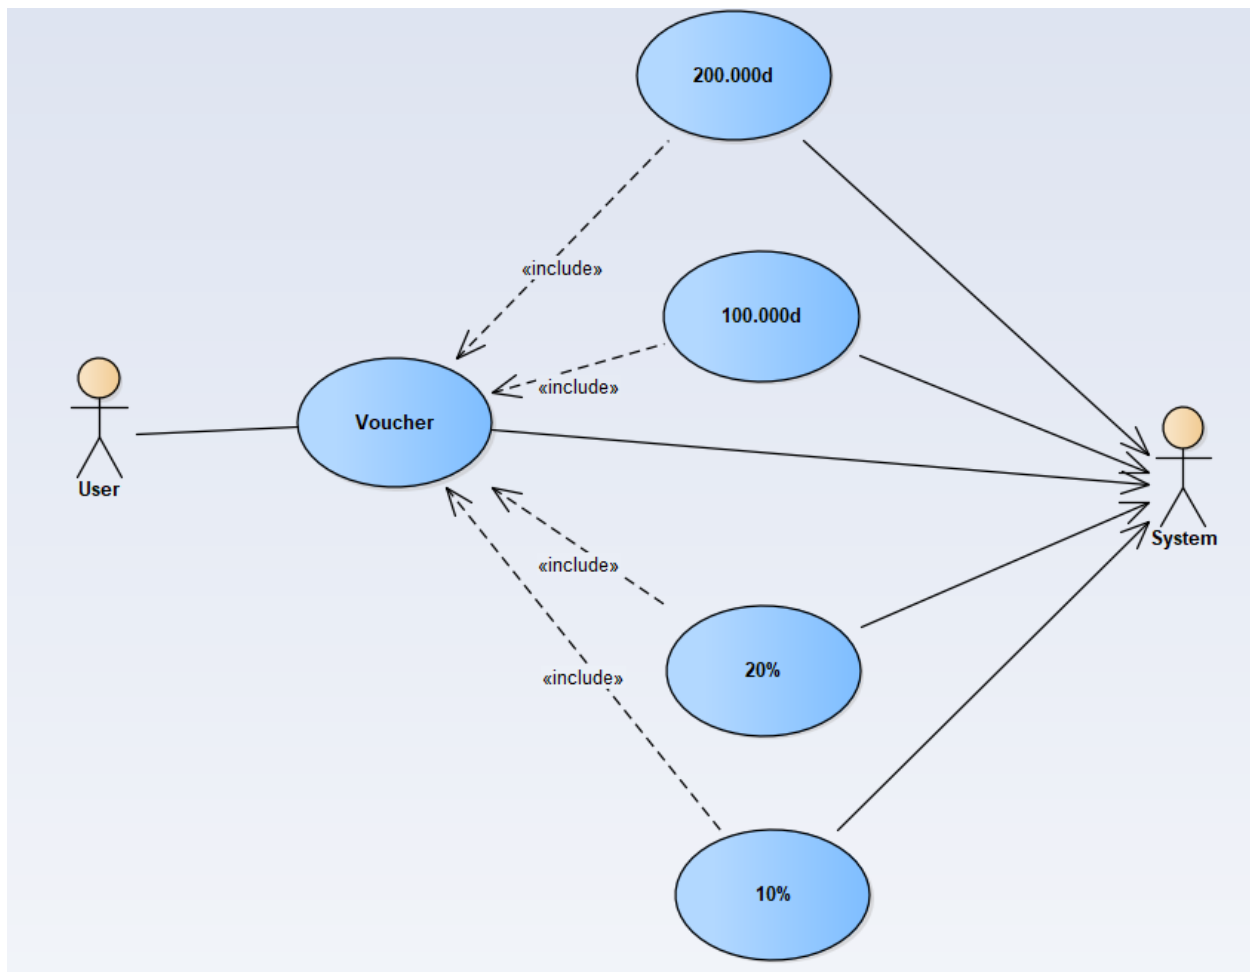 200.000d
«include»
100.000d
«include»
Voucher
User
System
«include»
20%
«include»
10%